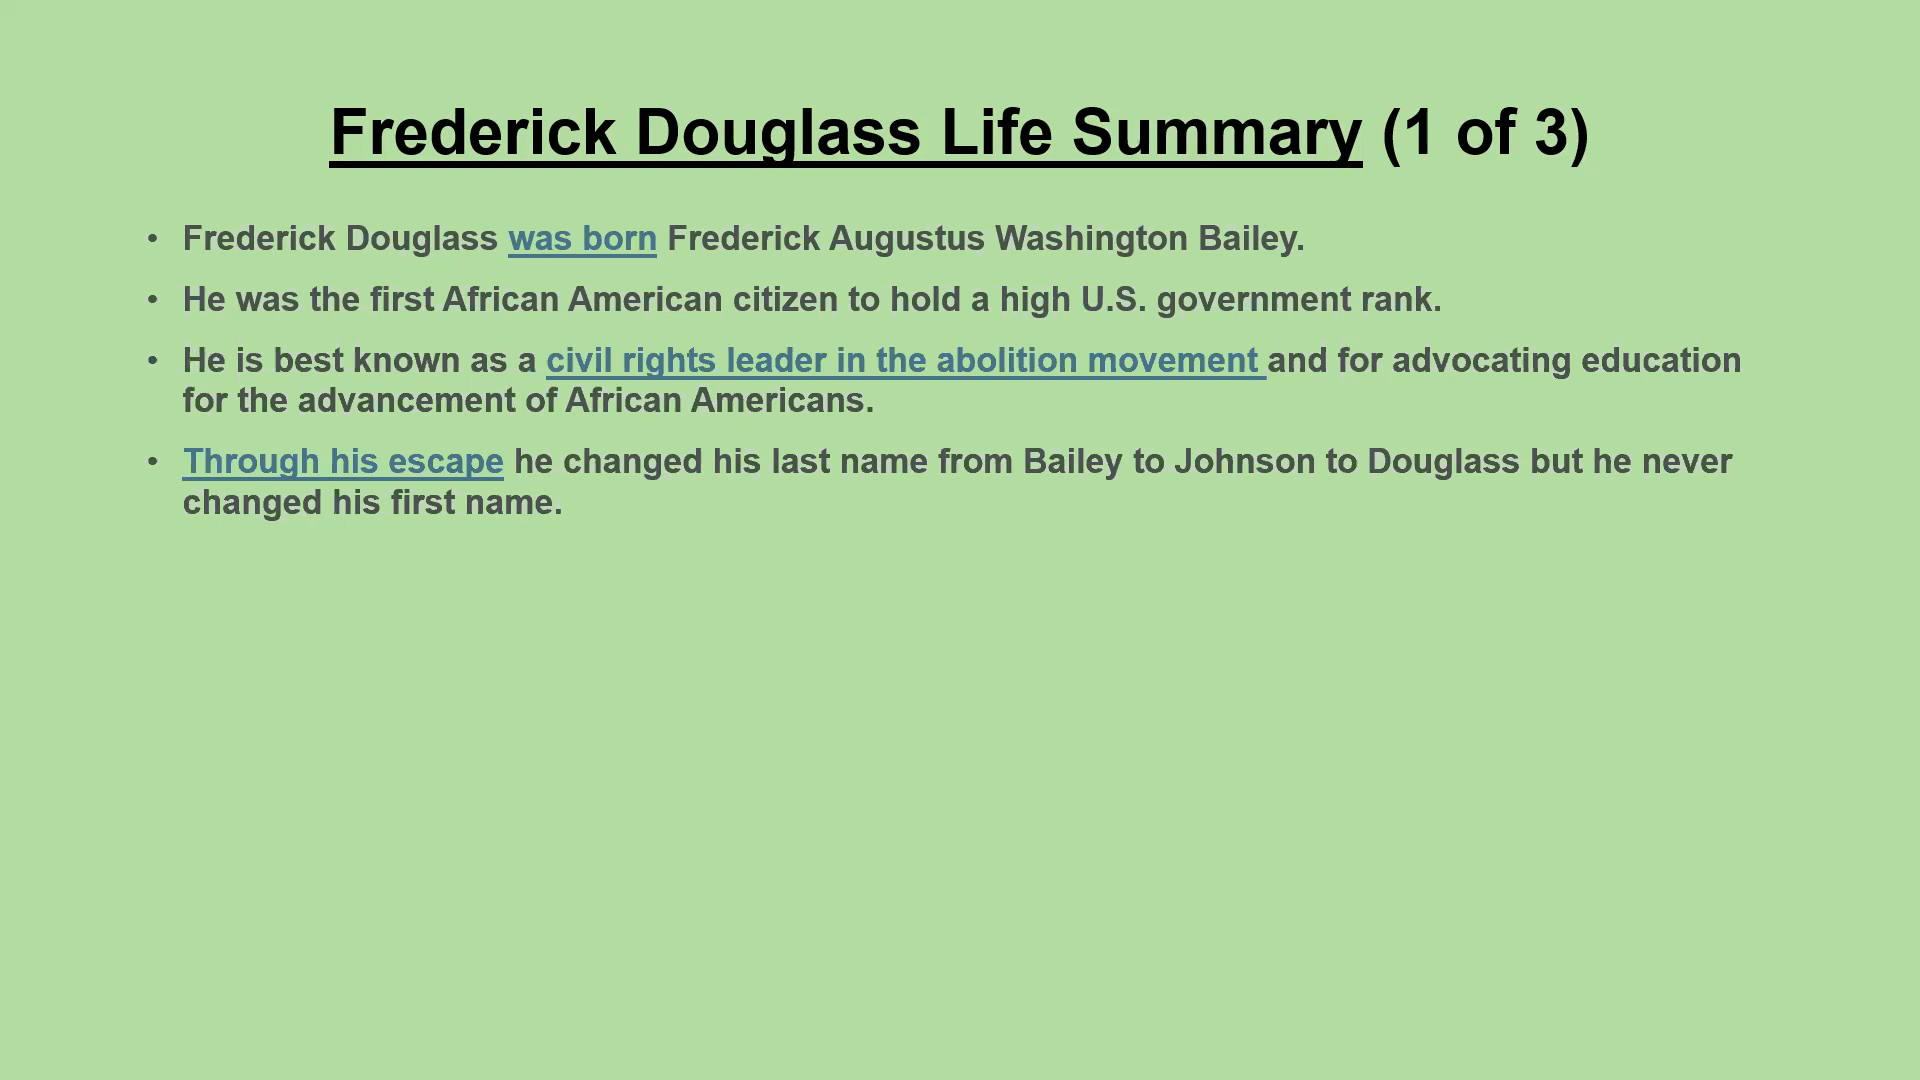 Frederick Douglass Life Summary (1 of 3)
• Frederick Douglass was born Frederick Augustus Washington Bailey.
• He was the first African American citizen to hold a high U.S. government rank.
• He is best known as a civil rights leader in the abolition movement and for advocating education
for the advancement of African Americans.
• Through his escape he changed his last name from Bailey to Johnson to Douglass but he never
changed his first name.